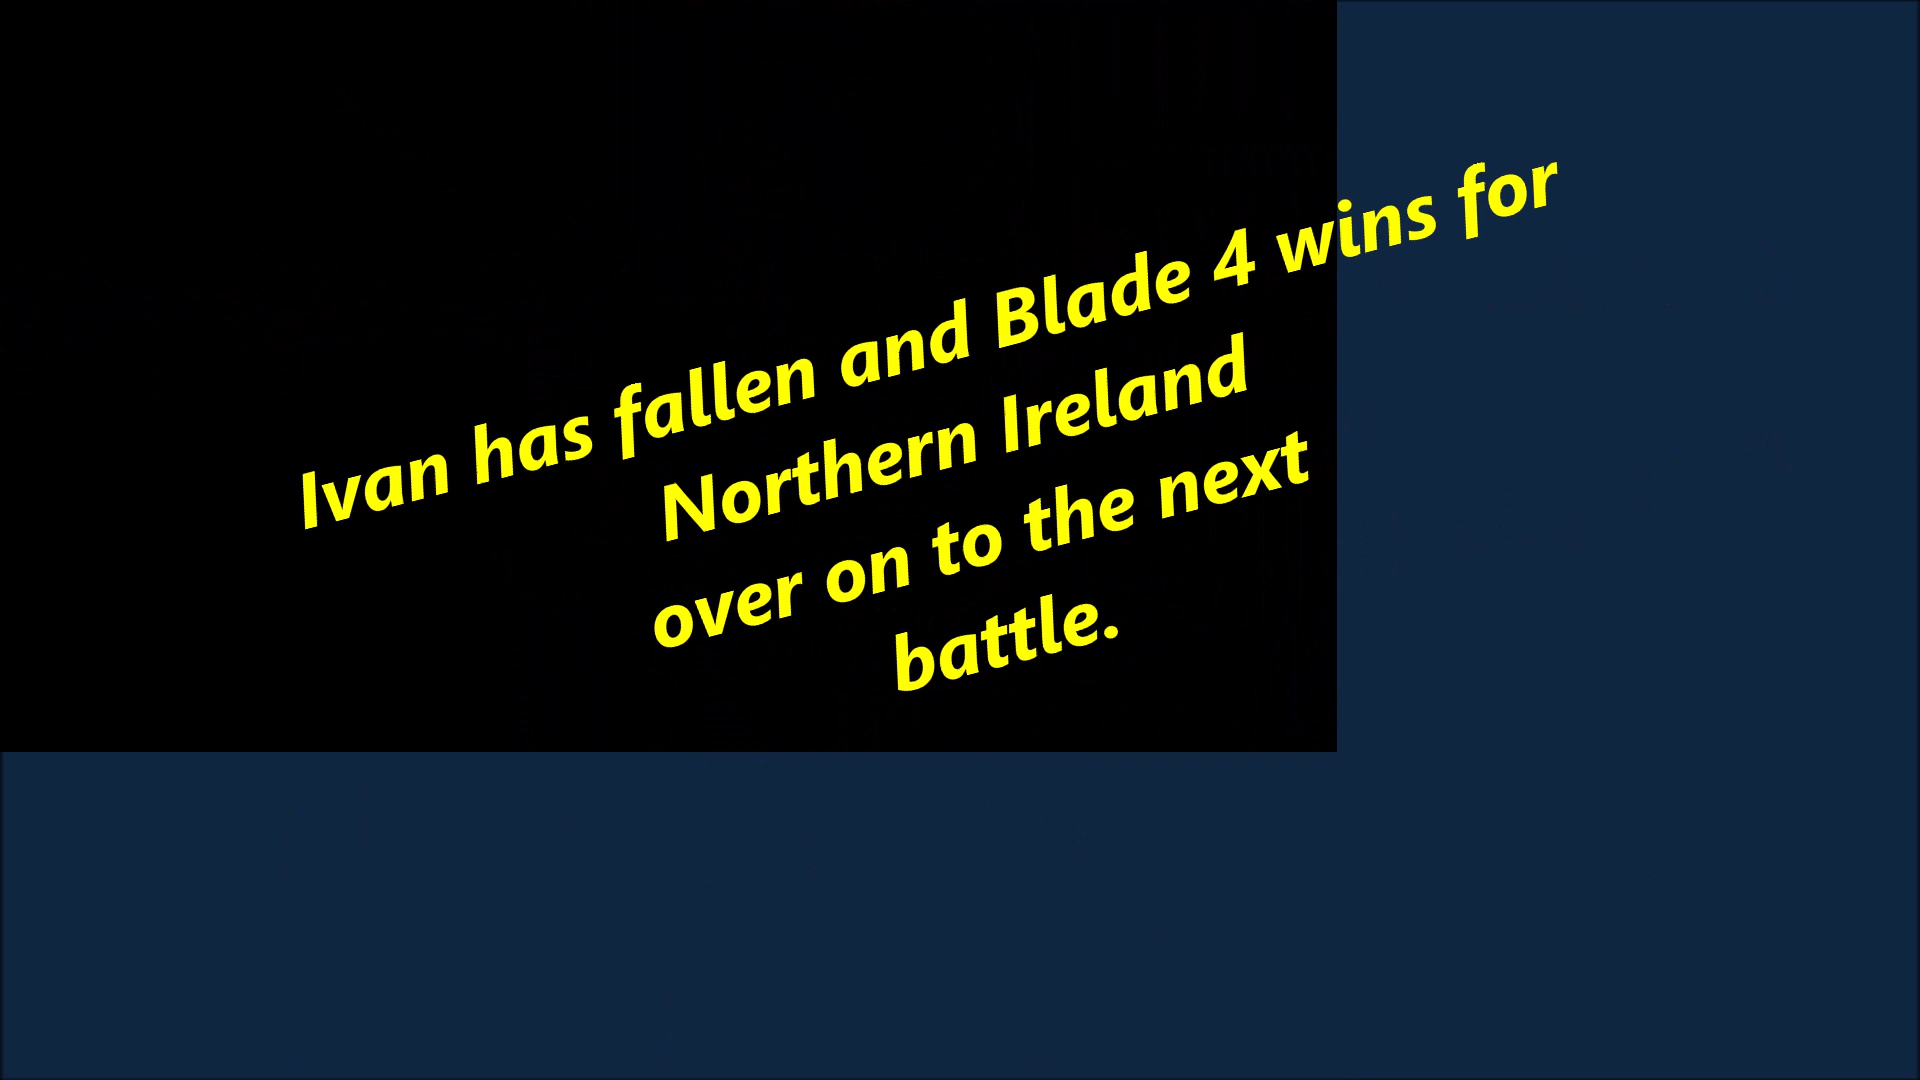 Ivan has fallen and Blade 4 wins for
Northern Ireland
over on to the next
battle.